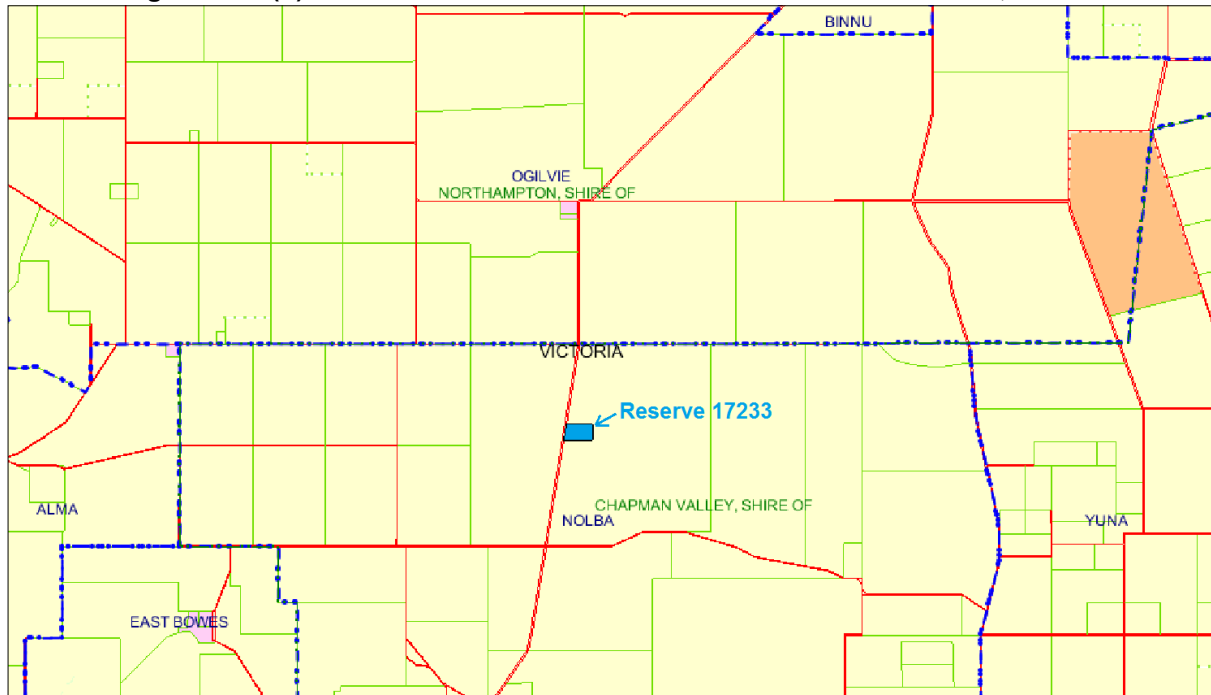 BINNU
OGILVIE
NORTHAMPTON, SHIRE OF
VICTORIA
Reserve 17233
CHAPMAN VALLEY, SHIRE OF
ALMA
NOLBA
YUNA
EAST BOWES